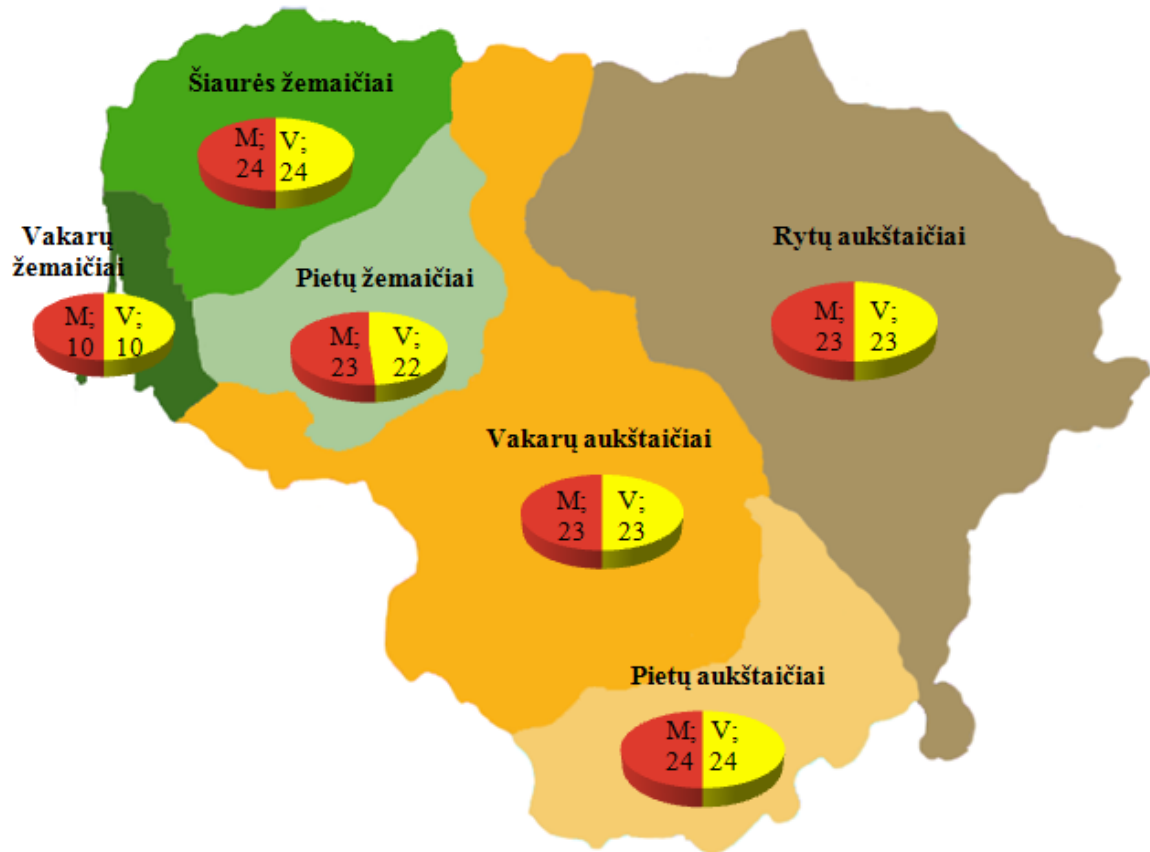 Šiaurės žemaičiai
M; V;
24 24
Vakarų
žemaičiai
M; V;
10 10
Pietų žemaičiai
M; V;
23 22
Rytų aukštaičiai
M; V;
23 23
Vakarų aukštaičiai
M; V;
23 23
Pietų aukštaičiai
M; V;
24 24